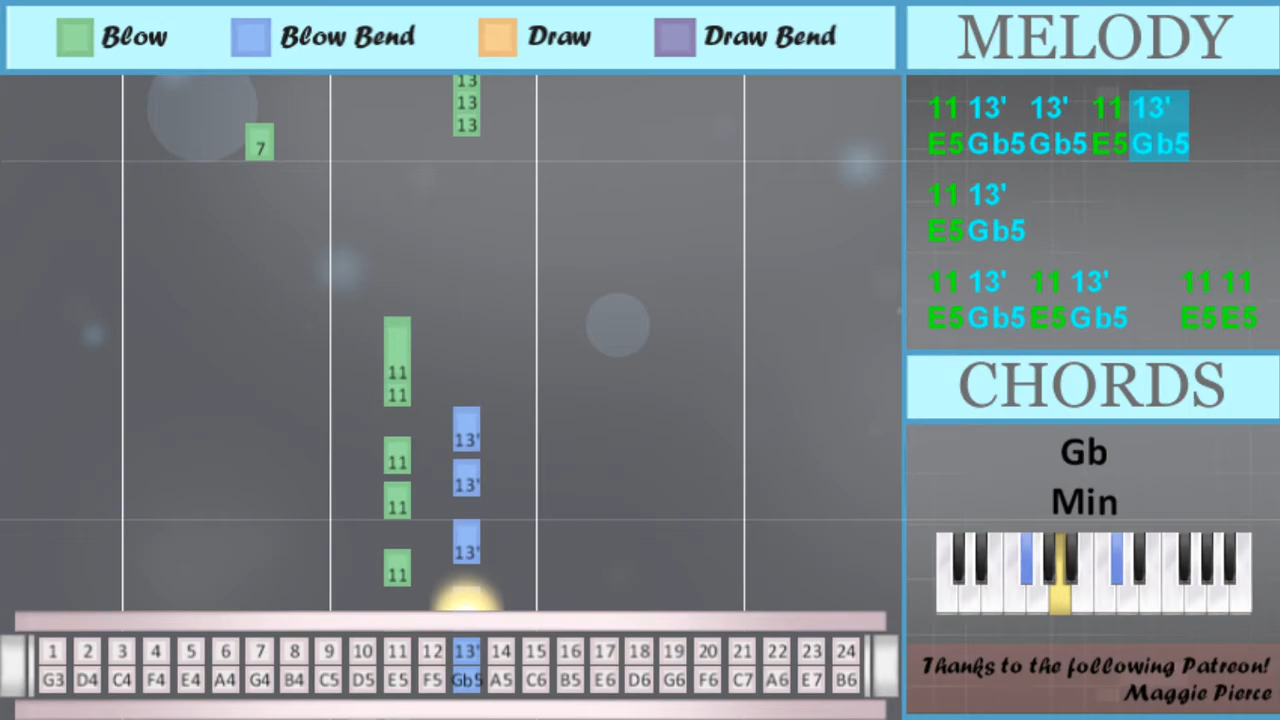 Blow Blow Bend Draw Draw Bend
MELODY
11 13' 13' 11 13'
E5 Gb5 Gb5 E5 Gb5
11 13'
E5 Gb5
11 13' 11 13' 11 11
E5 Gb5 E5 Gb5 E5 E5
CHORDS
Gb
Min
Thanks to the following Patreon!
Maggie Pierce
13
13
13
7
11
11
13'
11
13'
11
13'
11
1 2 3 4 5 6 7 8 9 10 11 12 13' 14 15 16 17 18 19 20 21 22 23 24
G3 D4 C4 F4 E4 A4 G4 B4 C5 D5 E5 F5 Gb5 A5 C6 B5 E6 D6 G6 F6 C7 A6 E7 B6